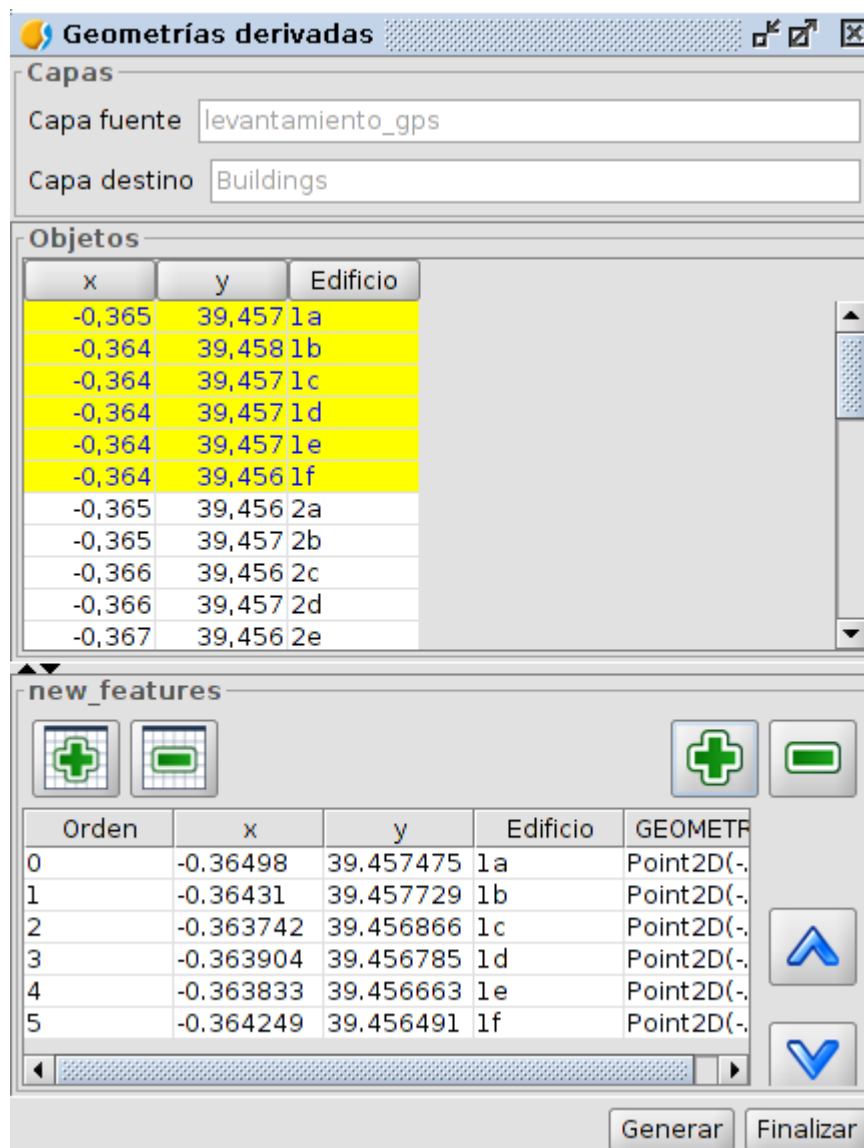 Geometrías derivadas
Capas
Capa fuente levantamiento_gps
Capa destino Buildings
Objetos
x y Edificio
-0,365 39,457 1a
-0,364 39,458 1b
-0,364 39,457 1c
-0,364 39,457 1d
-0,364 39,457 1e
-0,364 39,456 1f
-0,365 39,456 2a
-0,365 39,457 2b
-0,366 39,456 2c
-0,366 39,457 2d
-0,367 39,456 2e
new_features
Orden x y Edificio GEOMETR
0 -0.36498 39.457475 1a Point2D(-.
1 -0.36431 39.457729 1b Point2D(-.
2 -0.363742 39.456866 1c Point2D(-.
3 -0.363904 39.456785 1d Point2D(-.
4 -0.363833 39.456663 1e Point2D(-.
5 -0.364249 39.456491 1f Point2D(-.
Generar Finalizar